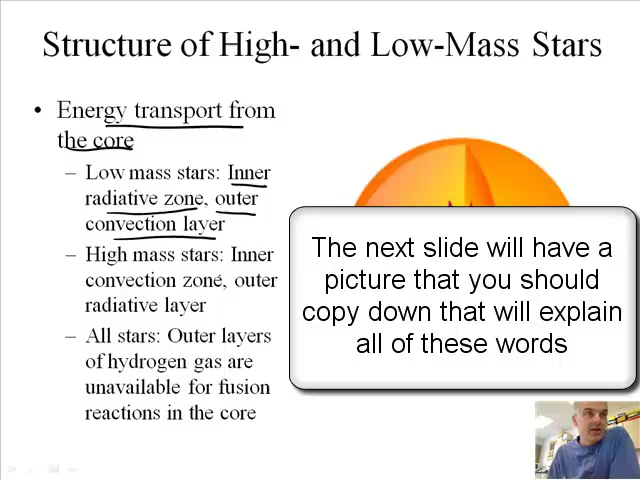 Structure of High- and Low-Mass Stars
• Energy transport from
the core
– Low mass stars: Inner
radiative zone, outer
convection layer
– High mass stars: Inner
convection zone, outer
radiative layer
– All stars: Outer layers
of hydrogen gas are
unavailable for fusion
reactions in the core
The next slide will have a
picture that you should
copy down that will explain
all of these words